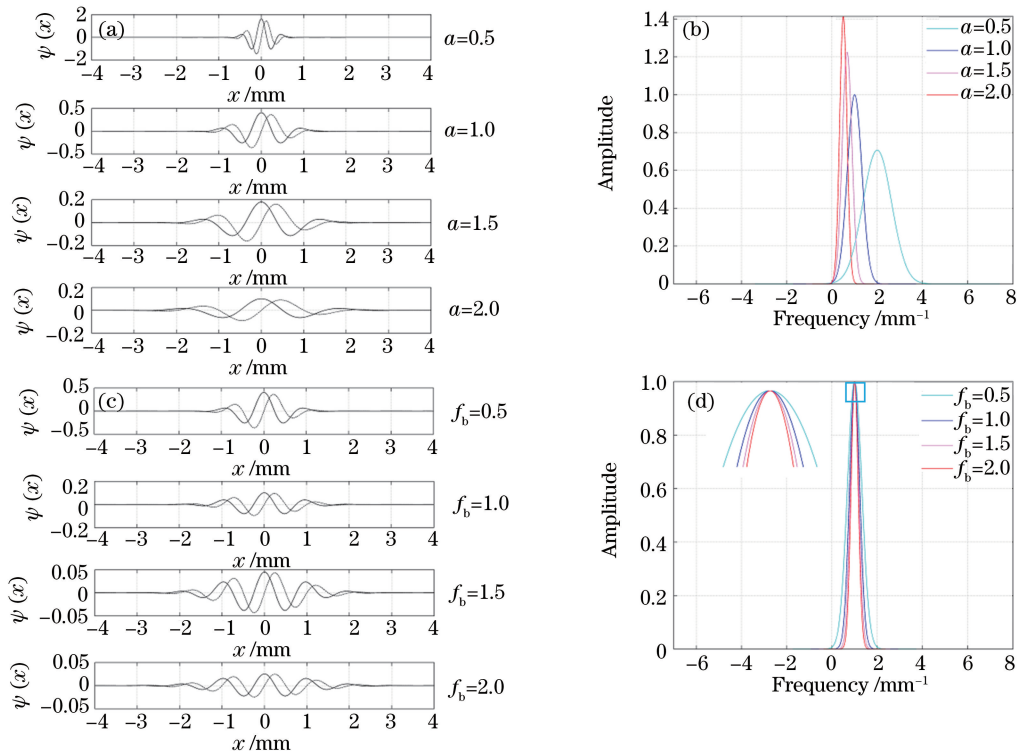 (a)
ψ (x)
2
0
−2
−4 −3 −2 −1 0 1 2 3 4
x /mm
a=0.5
ψ (x)
0.5
0
−0.5
−4 −3 −2 −1 0 1 2 3 4
x /mm
a=1.0
ψ (x)
0.2
0
−0.2
−4 −3 −2 −1 0 1 2 3 4
x /mm
a=1.5
ψ (x)
0.2
0
−0.2
−4 −3 −2 −1 0 1 2 3 4
x /mm
a=2.0
(b)
Amplitude
1.4
1.2
1.0
0.8
0.6
0.4
0.2
0
−6 −4 −2 0 2 4 6 8
Frequency /mm⁻¹
a=0.5
a=1.0
a=1.5
a=2.0
(c)
ψ (x)
0.5
0
−0.5
−4 −3 −2 −1 0 1 2 3 4
x /mm
f_b=0.5
ψ (x)
0.2
0
−0.2
−4 −3 −2 −1 0 1 2 3 4
x /mm
f_b=1.0
ψ (x)
0.05
0
−0.05
−4 −3 −2 −1 0 1 2 3 4
x /mm
f_b=1.5
ψ (x)
0.05
0
−0.05
−4 −3 −2 −1 0 1 2 3 4
x /mm
f_b=2.0
(d)
Amplitude
1.0
0.8
0.6
0.4
0.2
0
−6 −4 −2 0 2 4 6 8
Frequency /mm⁻¹
f_b=0.5
f_b=1.0
f_b=1.5
f_b=2.0